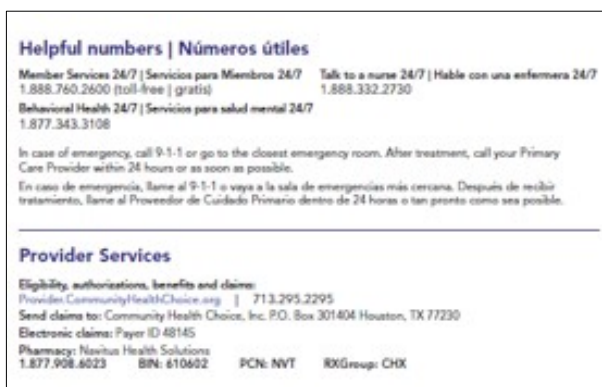 Helpful numbers | Números útiles
Member Services 24/7 | Servicios para Miembros 24/7 Talk to a nurse 24/7 | Hable con una enfermera 24/7
1.888.760.2600 (toll-free | gratis) 1.888.332.2730
Behavioral Health 24/7 | Servicios para salud mental 24/7
1.877.343.3108
In case of emergency, call 9-1-1 or go to the closest emergency room. After treatment, call your Primary
Care Provider within 24 hours or as soon as possible.
En caso de emergencia, llame al 9-1-1 o vaya a la sala de emergencias más cercana. Después de recibir
tratamiento, llame al Proveedor de Cuidado Primario dentro de 24 horas o tan pronto como sea posible.
Provider Services
Eligibility, authorizations, benefits and claims:
Provider.CommunityHealthChoice.org | 713.295.2295
Send claims to: Community Health Choice, Inc. P.O. Box 301404 Houston, TX 77230
Electronic claims: Payer ID 48145
Pharmacy: Navitus Health Solutions
1.877.908.6023 BIN: 610602 PCN: NVT RXGroup: CHX